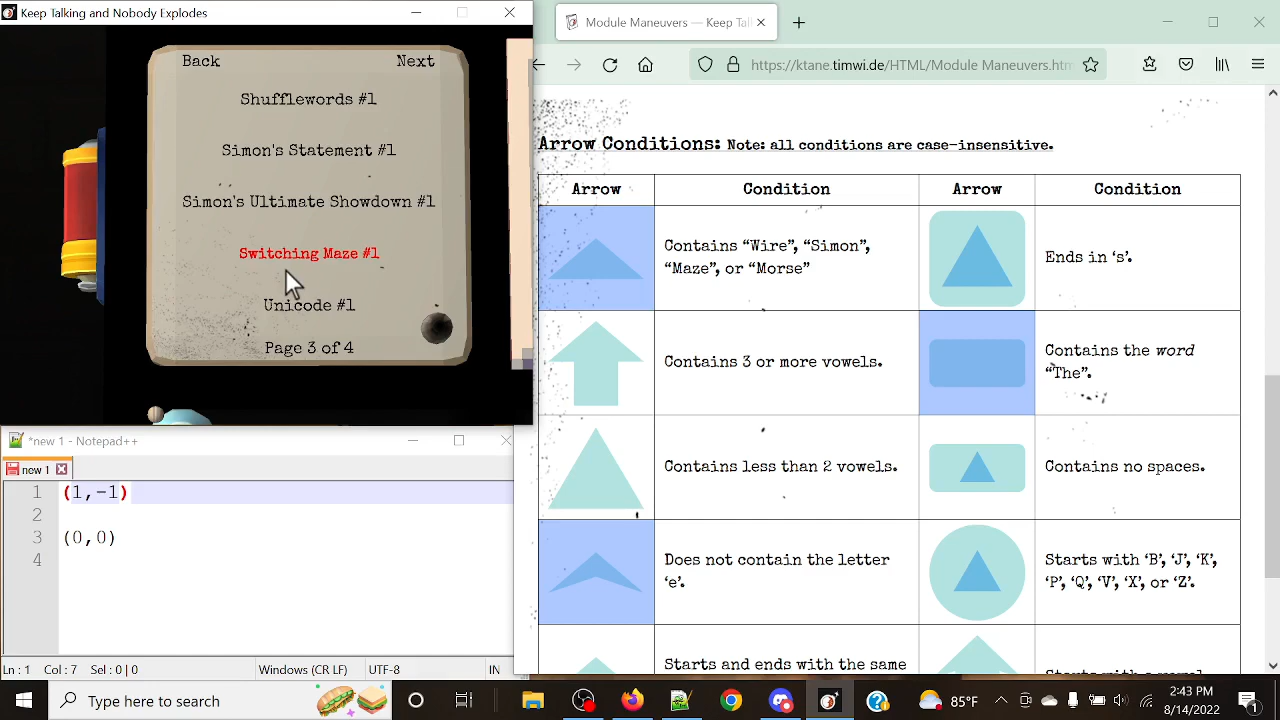 Keep Talking and Nobody Explodes
Back
Next
Shufflewords #1
Simon's Statement #1
Simon's Ultimate Showdown #1
Switching Maze #1
Unicode #1
Page 3 of 4
*new 1 - Notepad++
new 1
1
(1,-1)
2
3
(0,0)
4
Ln : 1
Col : 7
Sel : 0 | 0
Windows (CR LF)
UTF-8
IN
Module Maneuvers — Keep Talk
https://ktane.timwi.de/HTML/Module Maneuvers.htm
Arrow Conditions: Note: all conditions are case-insensitive.
Arrow
Condition
Arrow
Condition
Contains “Wire”, “Simon”,
“Maze”, or “Morse”
Ends in ‘s’.
Contains 3 or more vowels.
Contains the word
“The”.
Contains less than 2 vowels.
Contains no spaces.
Does not contain the letter
‘e’.
Starts with ‘B’, ‘J’, ‘K’,
‘P’, ‘Q’, ‘V’, ‘X’, or ‘Z’.
Starts and ends with the same
Type here to search
85°F
2:43 PM
8/14/2022